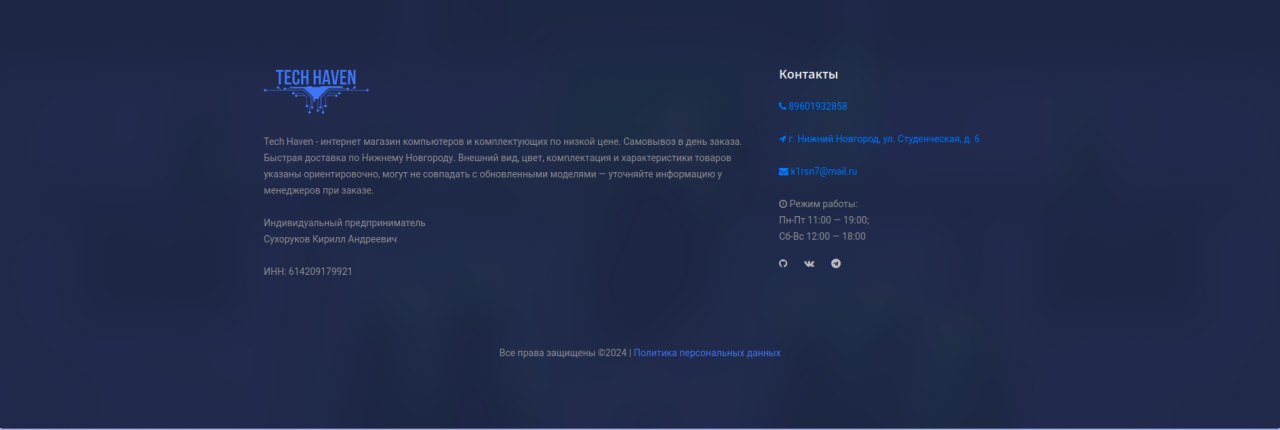 TECH HAVEN
Tech Haven - интернет магазин компьютеров и комплектующих по низкой цене. Самовывоз в день заказа.
Быстрая доставка по Нижнему Новгороду. Внешний вид, цвет, комплектация и характеристики товаров
указаны ориентировочно, могут не совпадать с обновленными моделями — уточняйте информацию у
менеджеров при заказе.
Индивидуальный предприниматель
Сухоруков Кирилл Андреевич
ИНН: 614209179921
Контакты
89601932858
г. Нижний Новгород, ул. Студенческая, д. 6
k1rsn7@mail.ru
Режим работы:
Пн-Пт 11:00 — 19:00;
Сб-Вс 12:00 — 18:00
Все права защищены ©2024 | Политика персональных данных